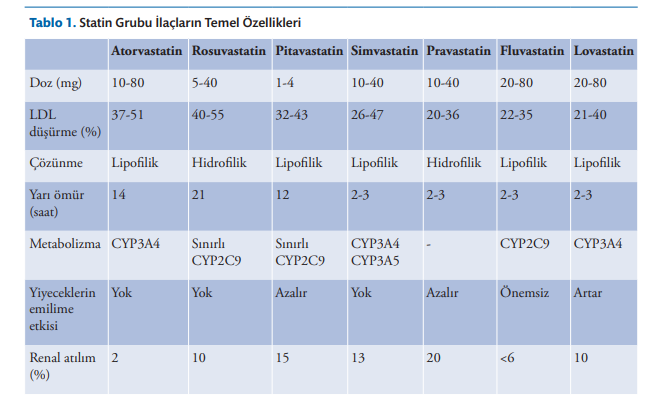 Tablo 1. Statin Grubu İlaçların Temel Özellikleri
Atorvastatin Rosuvastatin Pitavastatin Simvastatin Pravastatin Fluvastatin Lovastatin
Doz (mg) 10-80 5-40 1-4 10-40 10-40 20-80 20-80
LDL 37-51 40-55 32-43 26-47 20-36 22-35 21-40
düşürme (%)
Çözünme Lipofilik Hidrofilik Lipofilik Lipofilik Hidrofilik Lipofilik Lipofilik
Yarı ömür 14 21 12 2-3 2-3 2-3 2-3
(saat)
Metabolizma CYP3A4 Sınırlı Sınırlı CYP3A4 - CYP2C9 CYP3A4
CYP2C9 CYP2C9 CYP3A5
Yiyeceklerin Yok Yok Azalır Yok Azalır Önemsiz Artar
emilime
etkisi
Renal atılım 2 10 15 13 20 <6 10
(%)